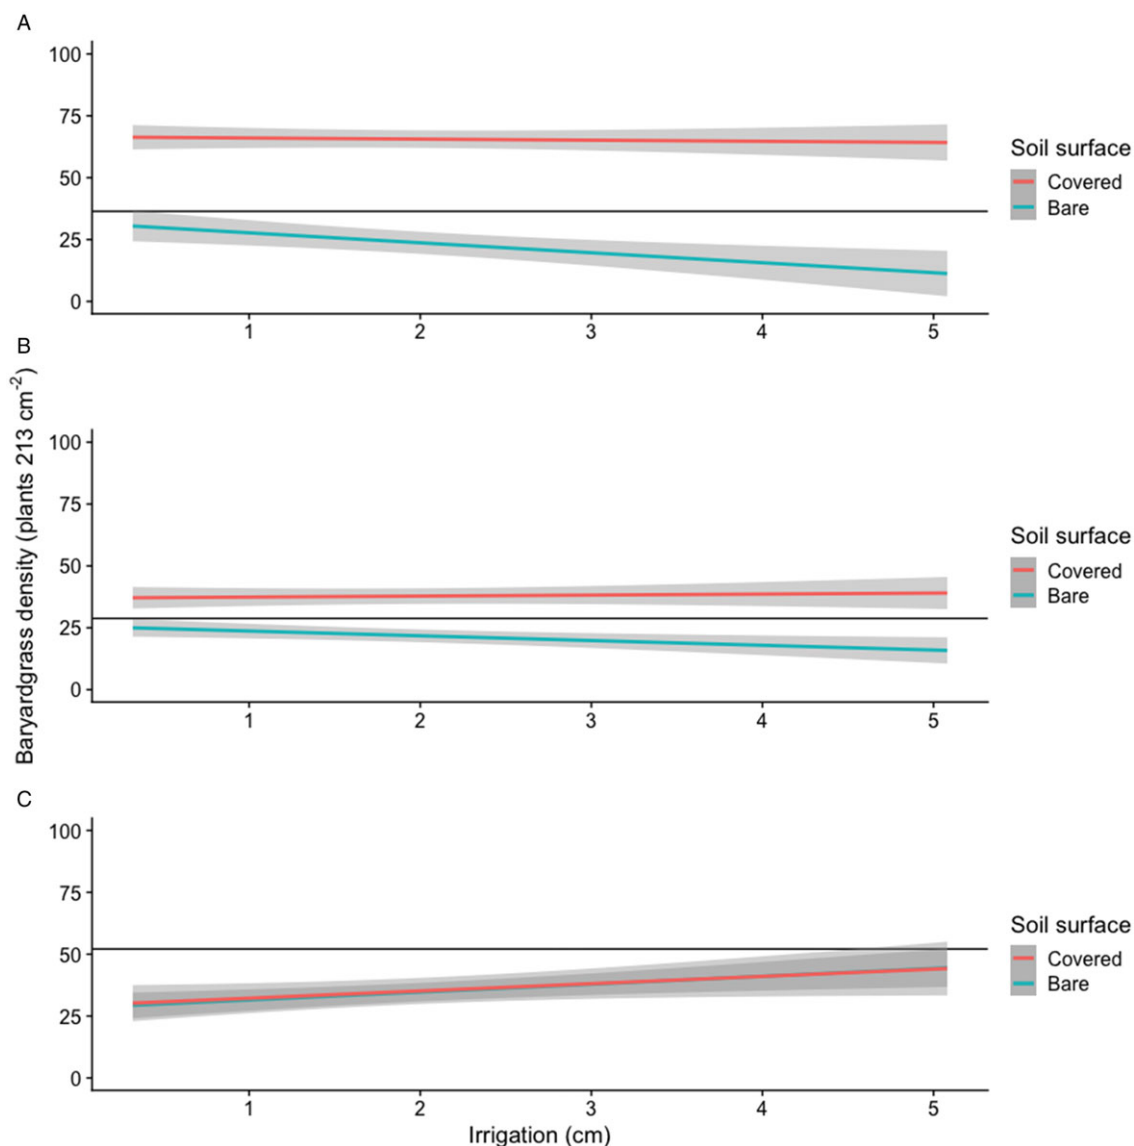 A
100
75
50
25
0
1 2 3 4 5
Soil surface
Covered
Bare
B
Baryardgrass density (plants 213 cm⁻²)
100
75
50
25
0
1 2 3 4 5
Soil surface
Covered
Bare
C
100
75
50
25
0
1 2 3 4 5
Irrigation (cm)
Soil surface
Covered
Bare